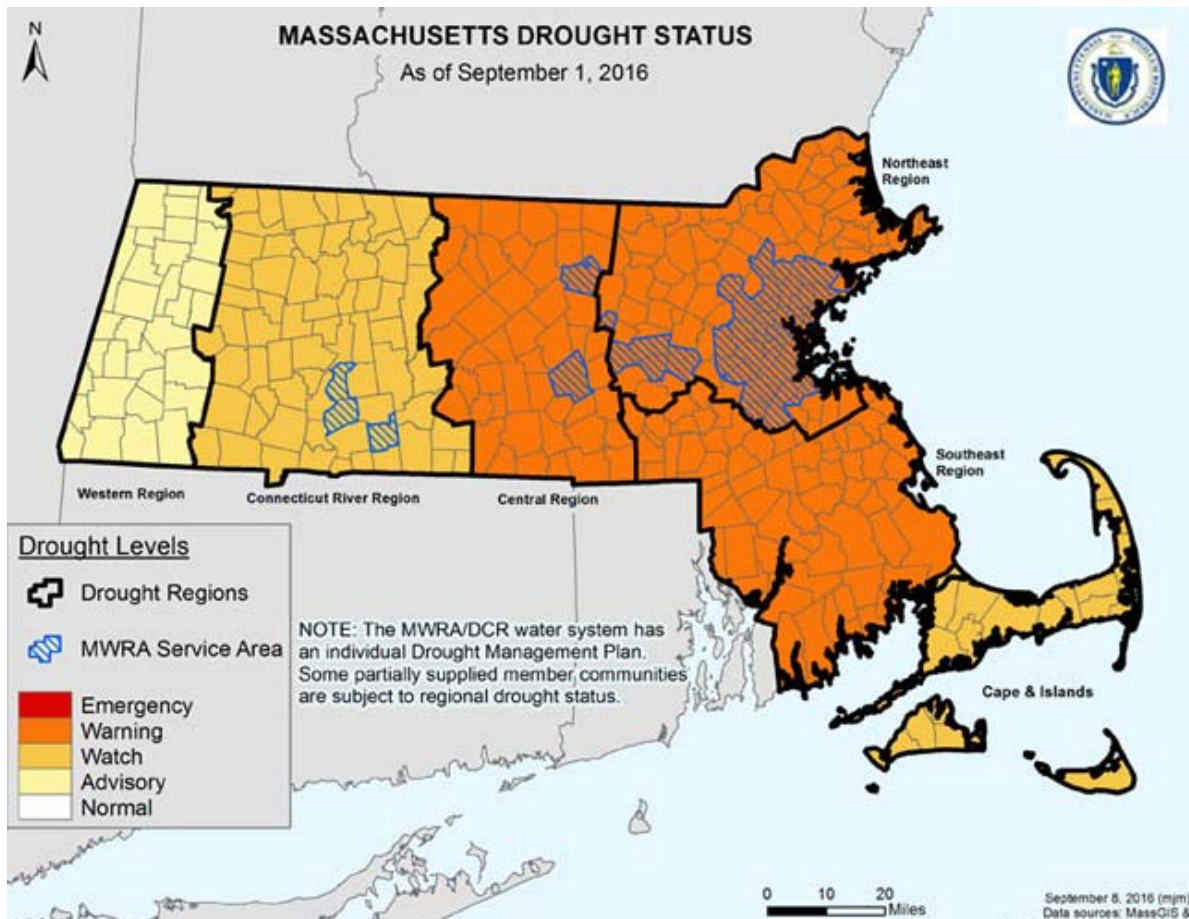 MASSACHUSETTS DROUGHT STATUS
As of September 1, 2016
N
Northeast
Region
Southeast
Region
Western Region
Connecticut River Region
Central Region
Cape & Islands
Drought Levels
Drought Regions
MWRA Service Area
Emergency
Warning
Watch
Advisory
Normal
NOTE: The MWRA/DCR water system has
an individual Drought Management Plan.
Some partially supplied member communities
are subject to regional drought status.
0 10 20
Miles
September 8, 2016 (mjm)
Data sources: MassGIS &